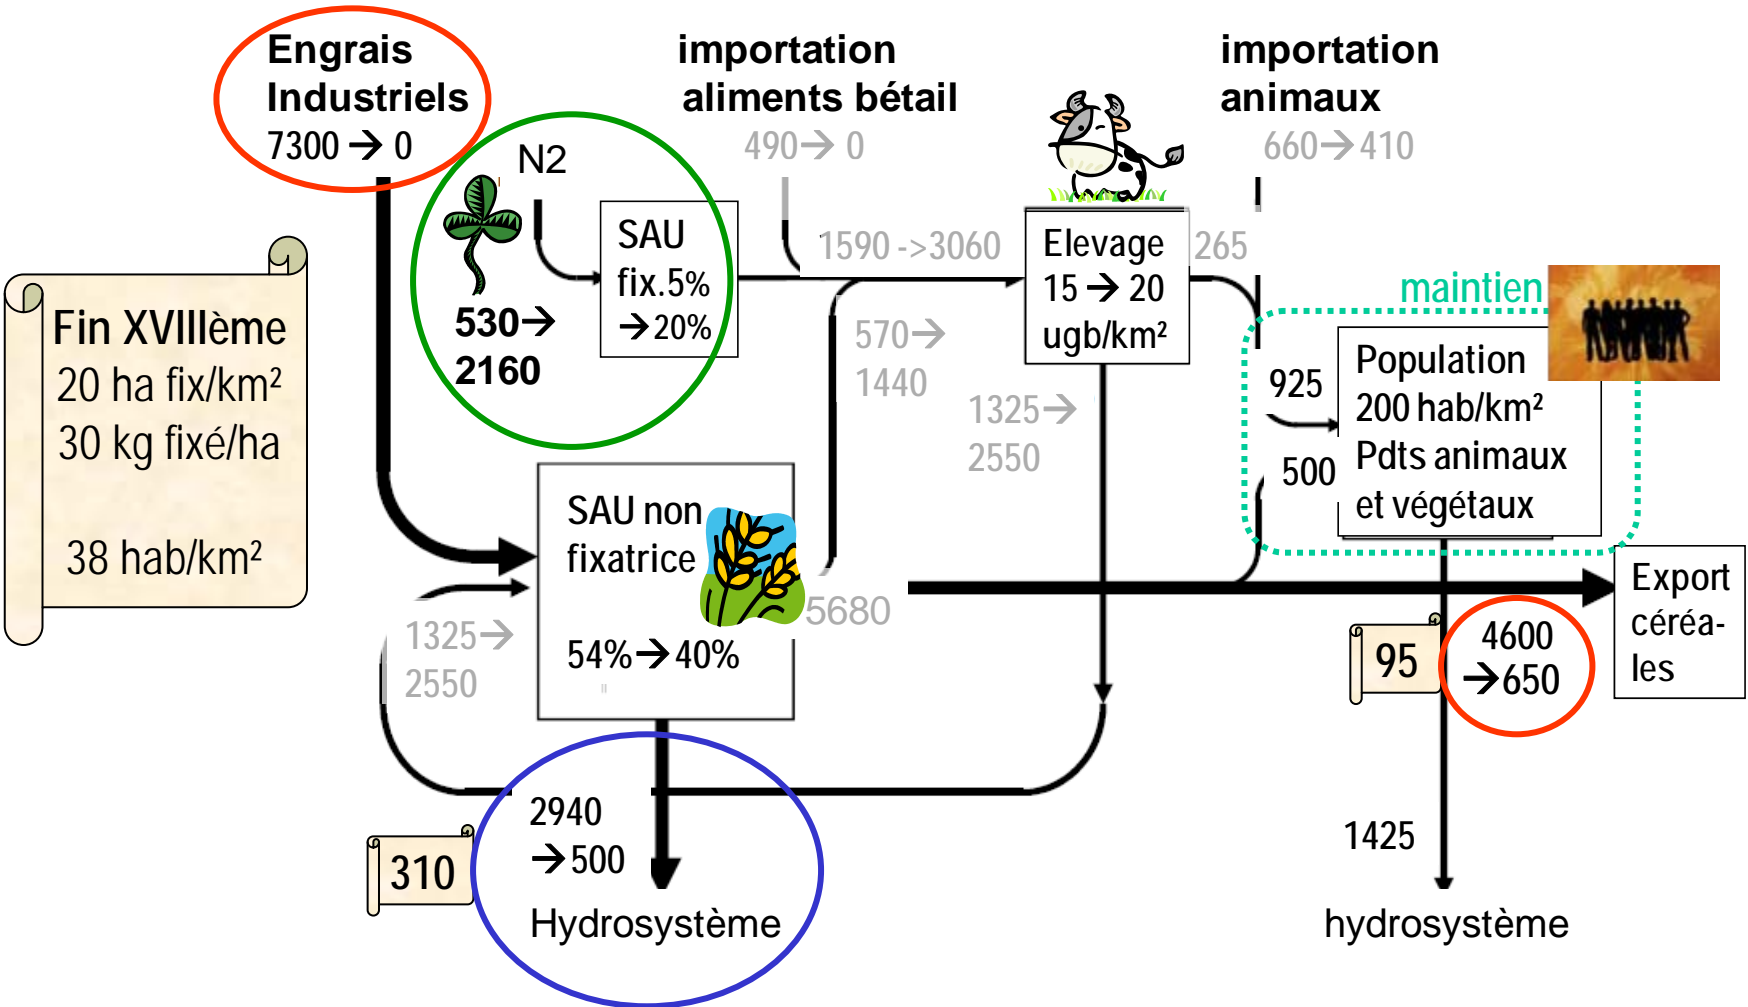 Engrais
Industriels
7300 → 0
importation
aliments bétail
490→ 0
importation
animaux
660→410
N2
SAU
fix.5%
→20%
530→
2160
1590 ->3060
Elevage
15 → 20
ugb/km²
265
maintien
Fin XVIIIème
20 ha fix/km²
30 kg fixé/ha
38 hab/km²
570→
1440
1325→
2550
925
500
Population
200 hab/km²
Pdts animaux
et végétaux
SAU non
fixatrice
54%→40%
5680
1325→
2550
Export
céréa-
les
95
4600
→650
310
2940
→500
Hydrosystème
1425
hydrosystème